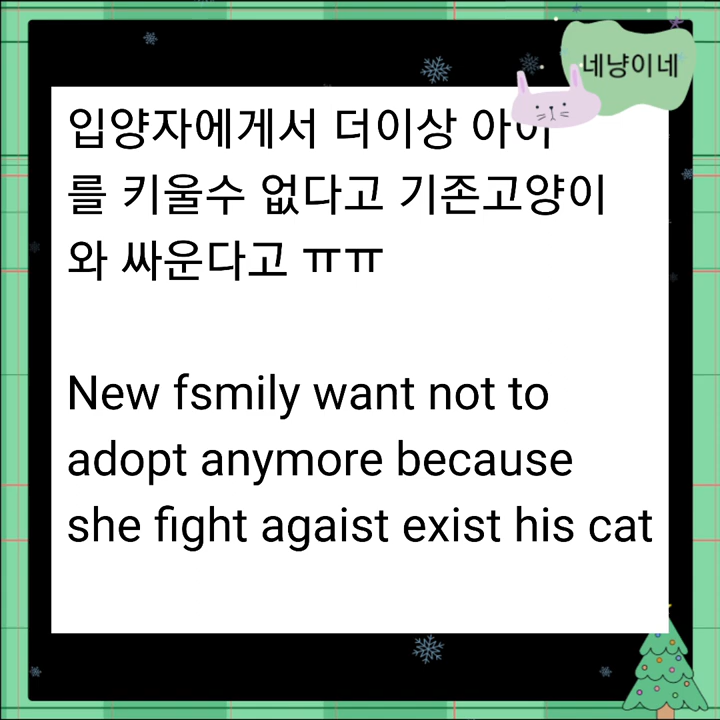 네냥이네
입양자에게서 더이상 아이
를 키울수 없다고 기존고양이
와 싸운다고 ㅠㅠ
New fsmily want not to
adopt anymore because
she fight agaist exist his cat